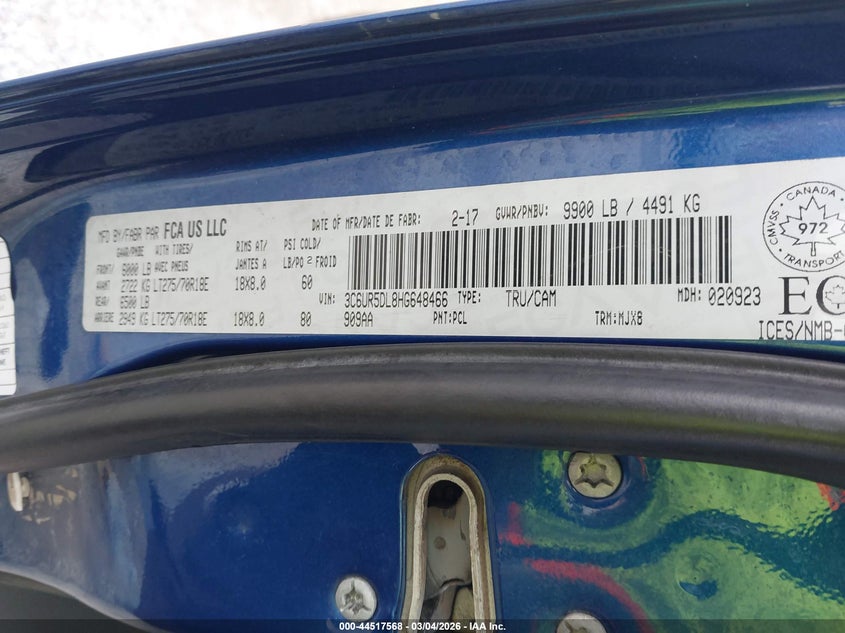 MFD BY/FABR PAR FCA US LLC
DATE OF MFR/DATE DE FABR: 2-17 GVWR/PNBV: 9900 LB / 4491 KG
GAWR/PNBE WITH TIRES/ RIMS AT/ PSI COLD/
AVEC PNEUS JANTES A LB/PO 2 FROID
FRONT/ 6000 LB
2722 KG LT275/70R18E 18X8.0 60
REAR/ 6500 LB
ARRIERE 2949 KG LT275/70R18E 18X8.0 80
VIN: 3C6UR5DL8HG648466 TYPE: TRU/CAM MDH: 020923
909AA PNT:PCL TRM:MJX8
CANADA
CMVSS
972
TRANSPORT
ICES/NMB-
000-44517568 - 03/04/2026 - IAA Inc.